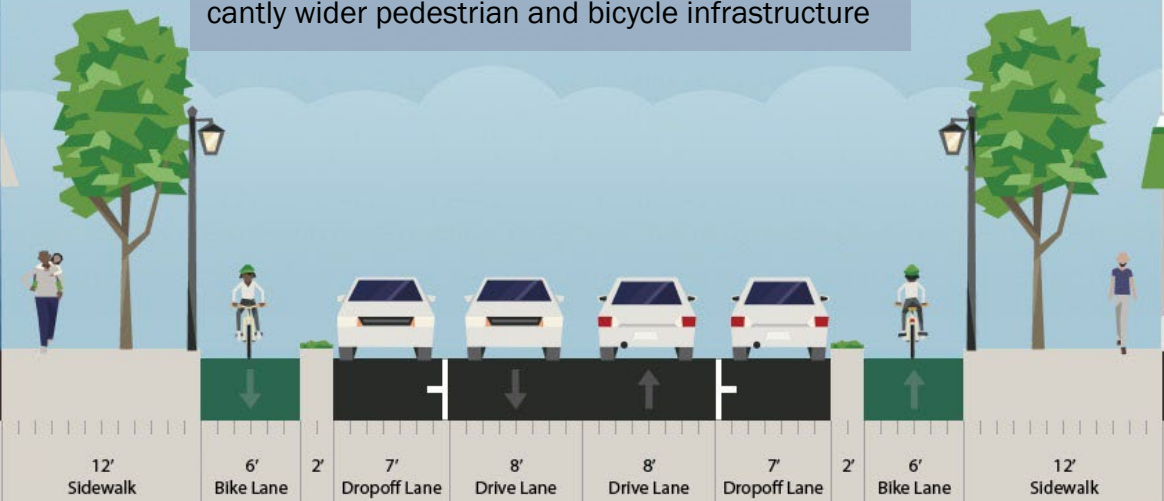 cantly wider pedestrian and bicycle infrastructure
12' 6' 2' 7' 8' 8' 7' 2' 6' 12'
Sidewalk Bike Lane Dropoff Lane Drive Lane Drive Lane Dropoff Lane Bike Lane Sidewalk